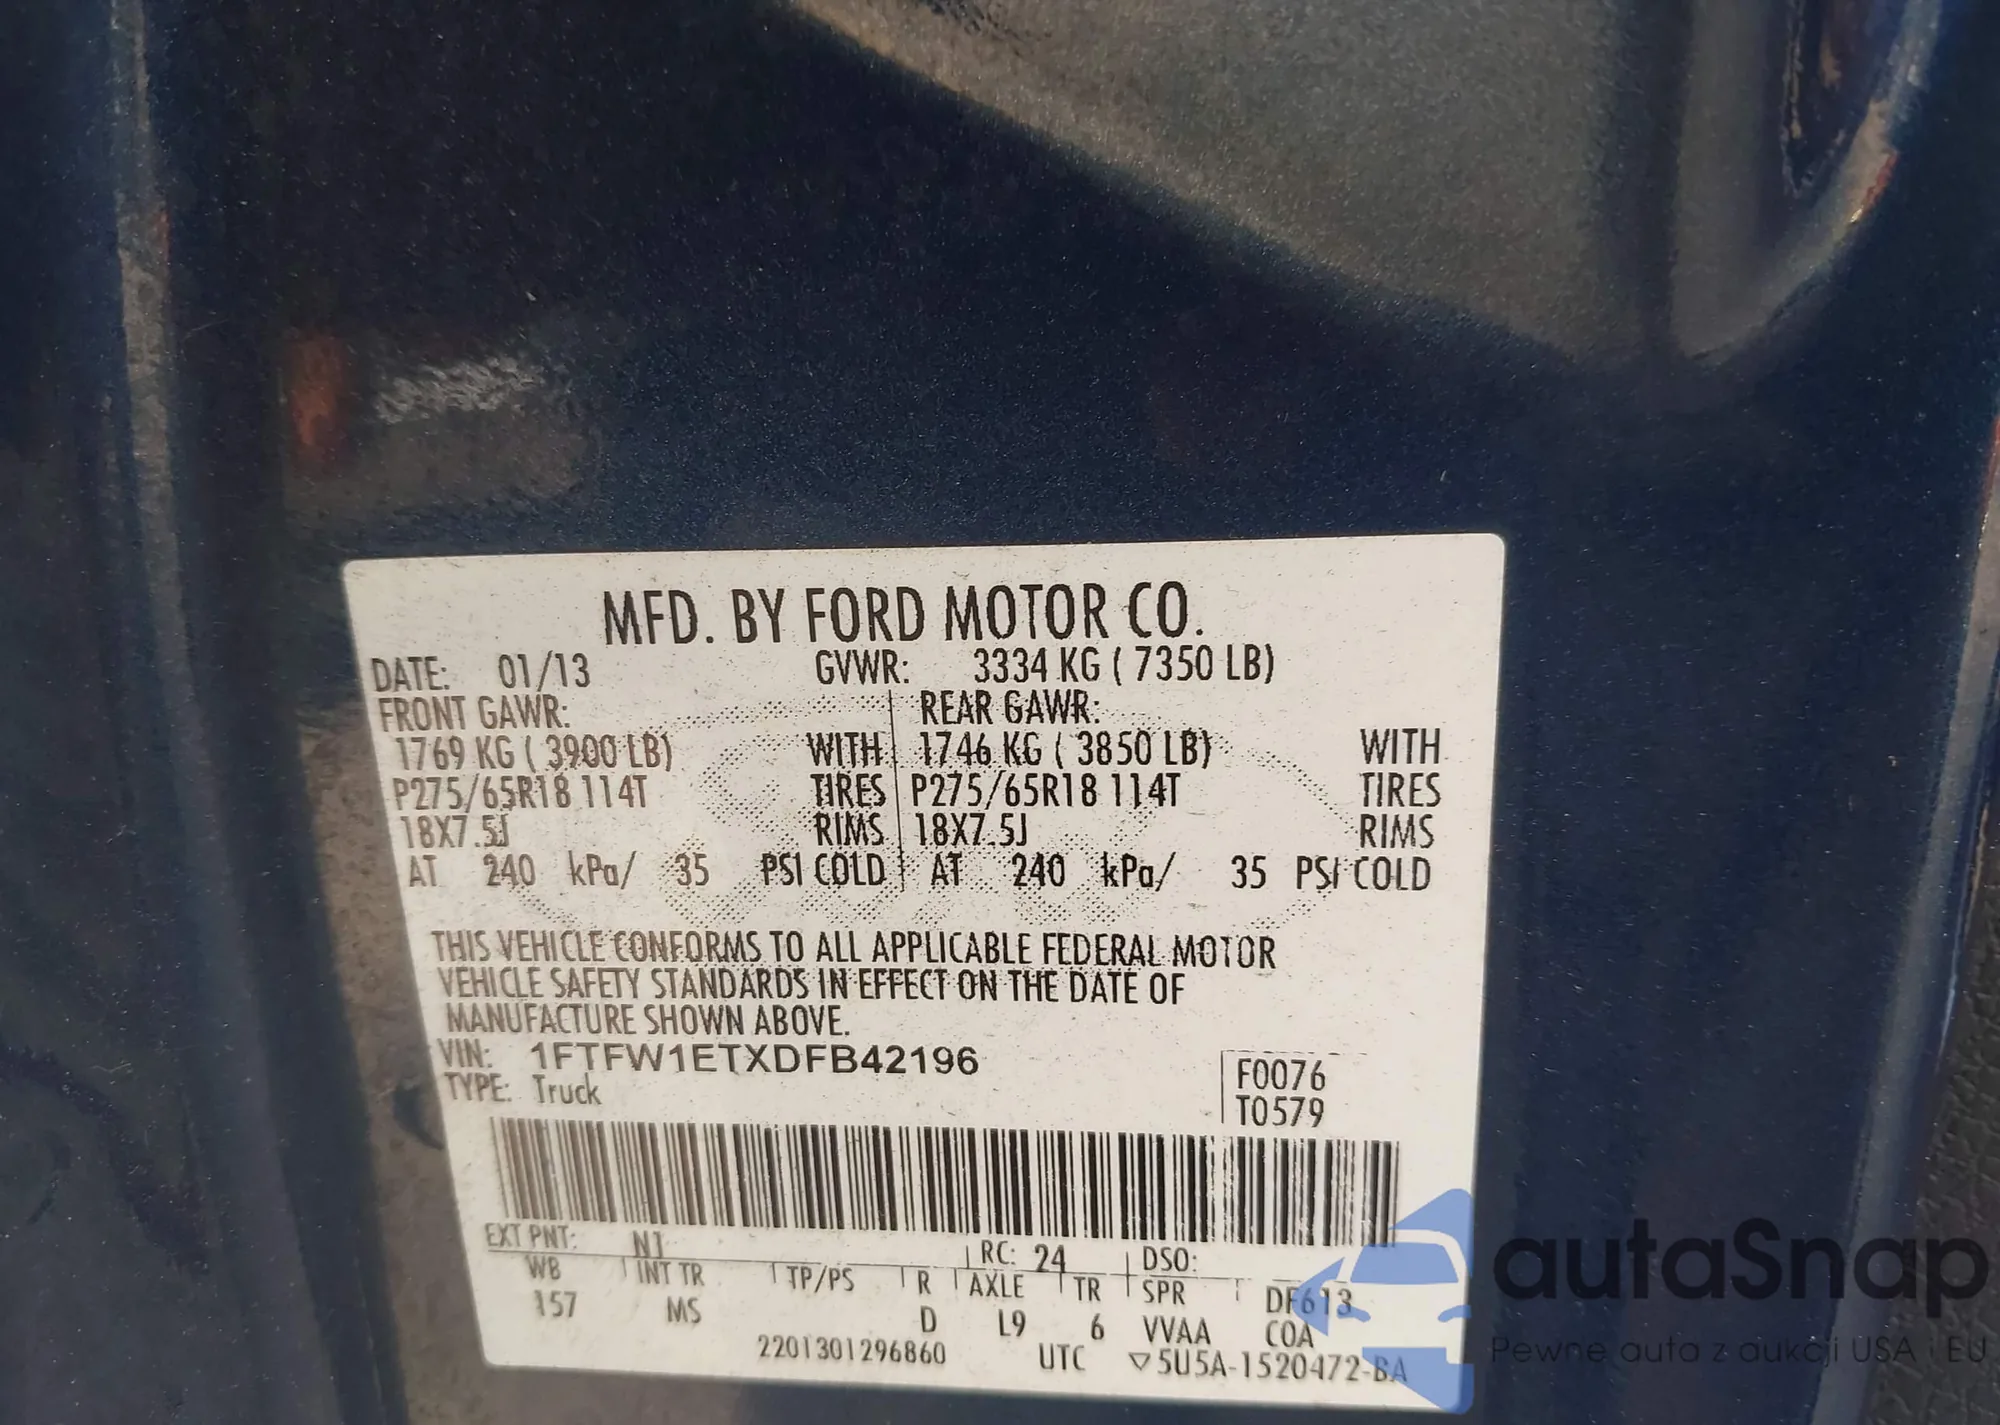 MFD. BY FORD MOTOR CO.
DATE: 01/13 GVWR: 3334 KG ( 7350 LB)
FRONT GAWR: REAR GAWR:
1769 KG ( 3900 LB) WITH 1746 KG ( 3850 LB) WITH
P275/65R18 114T TIRES P275/65R18 114T TIRES
18X7.5J RIMS 18X7.5J RIMS
AT 240 kPa/ 35 PSI COLD AT 240 kPa/ 35 PSI COLD
THIS VEHICLE CONFORMS TO ALL APPLICABLE FEDERAL MOTOR
VEHICLE SAFETY STANDARDS IN EFFECT ON THE DATE OF
MANUFACTURE SHOWN ABOVE.
VIN: 1FTFW1ETXDFB42196
TYPE: Truck
F0076
T0579
EXT PNT: N1 RC: 24 DSO:
WB INT TR TP/PS R AXLE TR SPR DF613
157 MS D L9 6 VVAA COA
2201301296860 UTC ▽5U5A-1520472-BA
autaSnap
Pewne auta z aukcji USA i EU